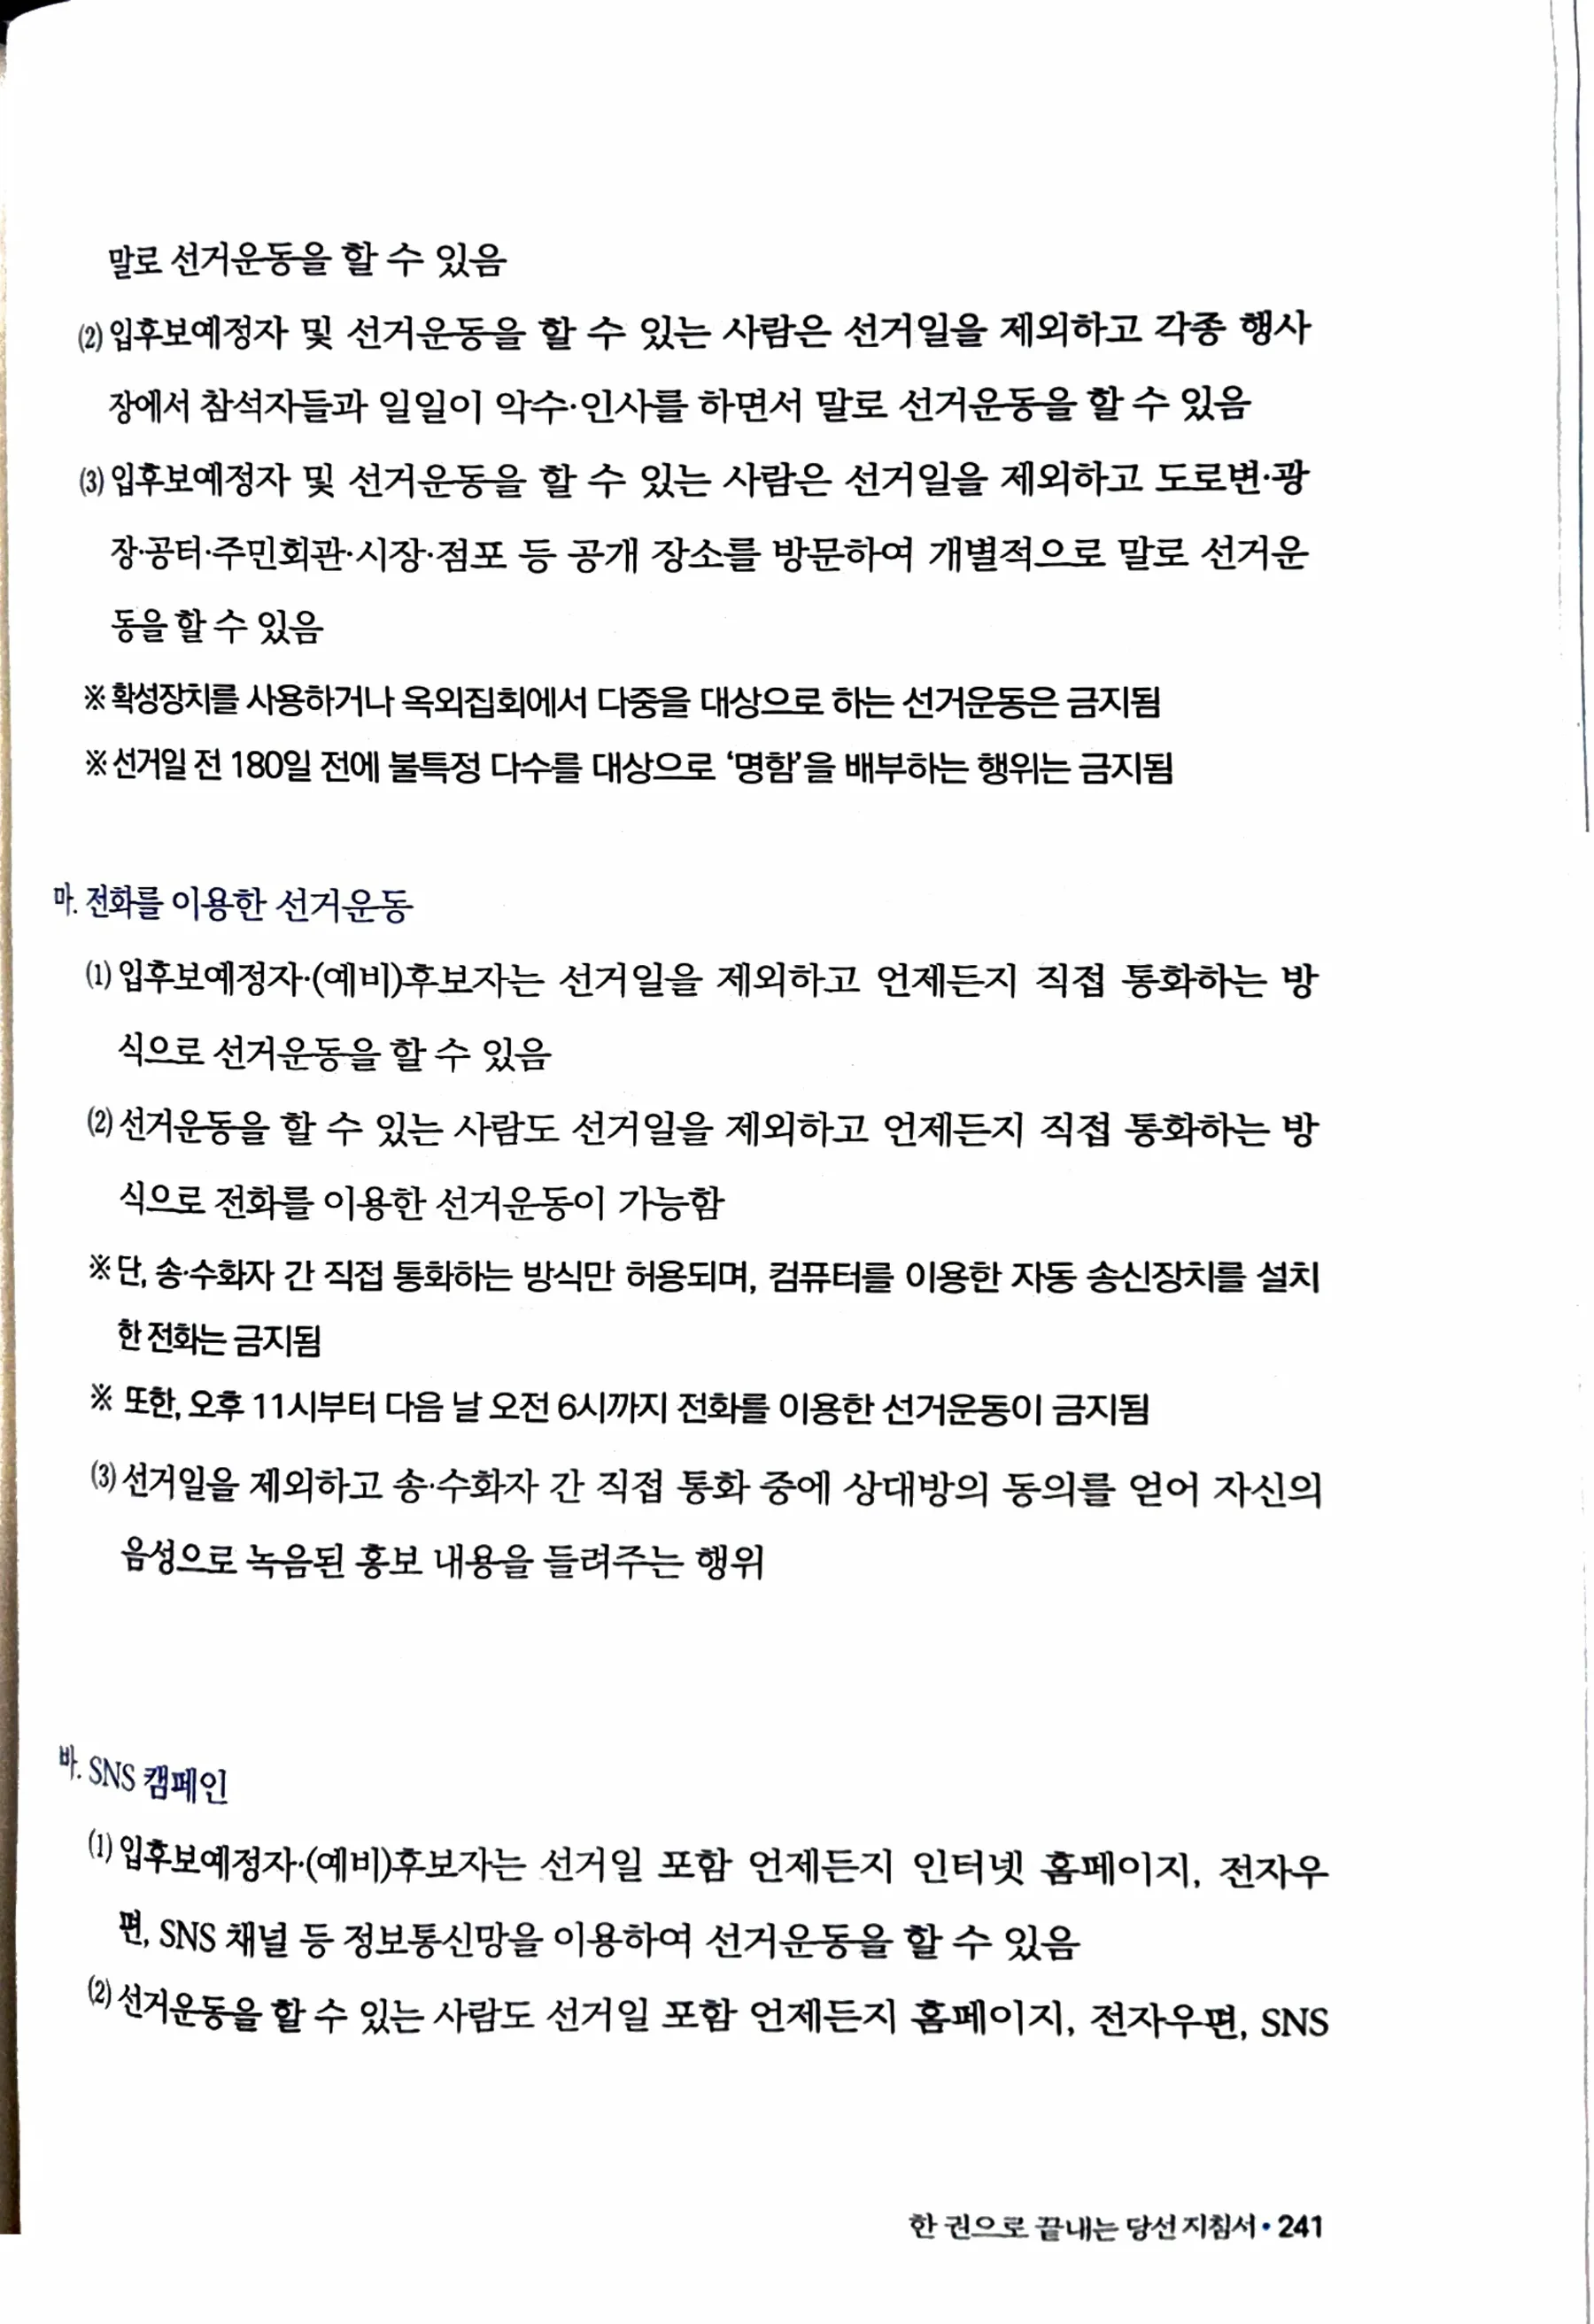 말로 선거운동을 할 수 있음
⑵ 입후보예정자 및 선거운동을 할 수 있는 사람은 선거일을 제외하고 각종 행사
장에서 참석자들과 일일이 악수·인사를 하면서 말로 선거운동을 할 수 있음
⑶ 입후보예정자 및 선거운동을 할 수 있는 사람은 선거일을 제외하고 도로변·광
장·공터·주민회관·시장·점포 등 공개 장소를 방문하여 개별적으로 말로 선거운
동을 할 수 있음
※ 확성장치를 사용하거나 옥외집회에서 다중을 대상으로 하는 선거운동은 금지됨
※ 선거일 전 180일 전에 불특정 다수를 대상으로 ‘명함’을 배부하는 행위는 금지됨
마. 전화를 이용한 선거운동
⑴ 입후보예정자·(예비)후보자는 선거일을 제외하고 언제든지 직접 통화하는 방
식으로 선거운동을 할 수 있음
⑵ 선거운동을 할 수 있는 사람도 선거일을 제외하고 언제든지 직접 통화하는 방
식으로 전화를 이용한 선거운동이 가능함
※ 단, 송·수화자 간 직접 통화하는 방식만 허용되며, 컴퓨터를 이용한 자동 송신장치를 설치
한 전화는 금지됨
※ 또한, 오후 11시부터 다음 날 오전 6시까지 전화를 이용한 선거운동이 금지됨
⑶ 선거일을 제외하고 송·수화자 간 직접 통화 중에 상대방의 동의를 얻어 자신의
음성으로 녹음된 홍보 내용을 들려주는 행위
바. SNS 캠페인
⑴ 입후보예정자·(예비)후보자는 선거일 포함 언제든지 인터넷 홈페이지, 전자우
편, SNS 채널 등 정보통신망을 이용하여 선거운동을 할 수 있음
⑵ 선거운동을 할 수 있는 사람도 선거일 포함 언제든지 홈페이지, 전자우편, SNS
한 권으로 끝내는 당선 지침서 • 241